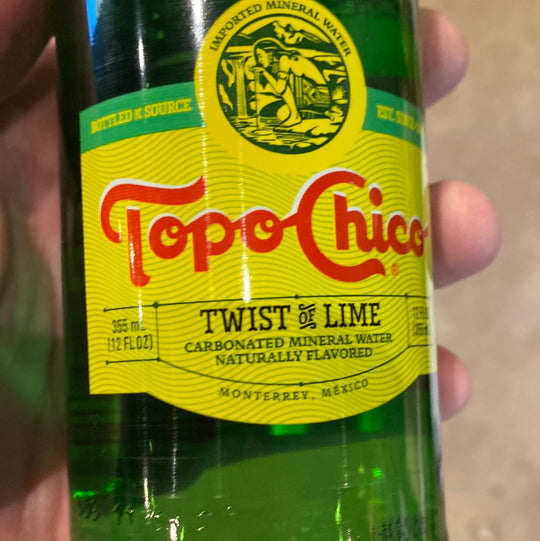 IMPORTED MINERAL WATER
BOTTLED @ SOURCE
EST.
Topo Chico
®
355 mL
(12 FL OZ)
TWIST OF LIME
CARBONATED MINERAL WATER
NATURALLY FLAVORED
MONTERREY, MÉXICO